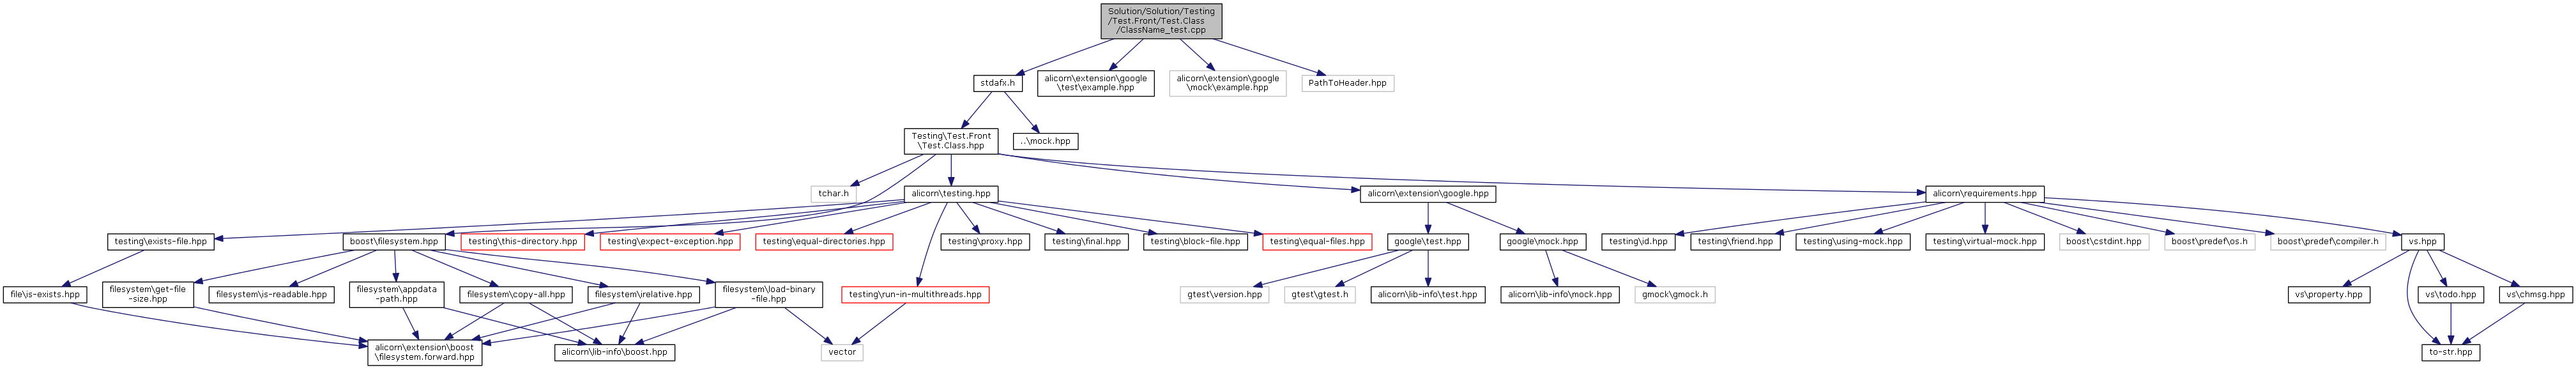 Solution/Solution/Testing
/Test.Front/Test.Class
/ClassName_test.cpp
stdafx.h
alicorn\extension\google
\test\example.hpp
alicorn\extension\google
\mock\example.hpp
PathToHeader.hpp
Testing\Test.Front
\Test.Class.hpp
..\mock.hpp
tchar.h
alicorn\testing.hpp
alicorn\extension\google.hpp
alicorn\requirements.hpp
testing\exists-file.hpp
boost\filesystem.hpp
testing\this-directory.hpp
testing\expect-exception.hpp
testing\equal-directories.hpp
testing\proxy.hpp
testing\final.hpp
testing\block-file.hpp
testing\equal-files.hpp
google\test.hpp
google\mock.hpp
testing\id.hpp
testing\friend.hpp
testing\using-mock.hpp
testing\virtual-mock.hpp
boost\cstdint.hpp
boost\predef\os.h
boost\predef\compiler.h
vs.hpp
file\is-exists.hpp
filesystem\get-file
-size.hpp
filesystem\is-readable.hpp
filesystem\appdata
-path.hpp
filesystem\copy-all.hpp
filesystem\irelative.hpp
filesystem\load-binary
-file.hpp
testing\run-in-multithreads.hpp
gtest\version.hpp
gtest\gtest.h
alicorn\lib-info\test.hpp
alicorn\lib-info\mock.hpp
gmock\gmock.h
vs\property.hpp
vs\todo.hpp
vs\chmsg.hpp
alicorn\extension\boost
\filesystem.forward.hpp
alicorn\lib-info\boost.hpp
vector
to-str.hpp